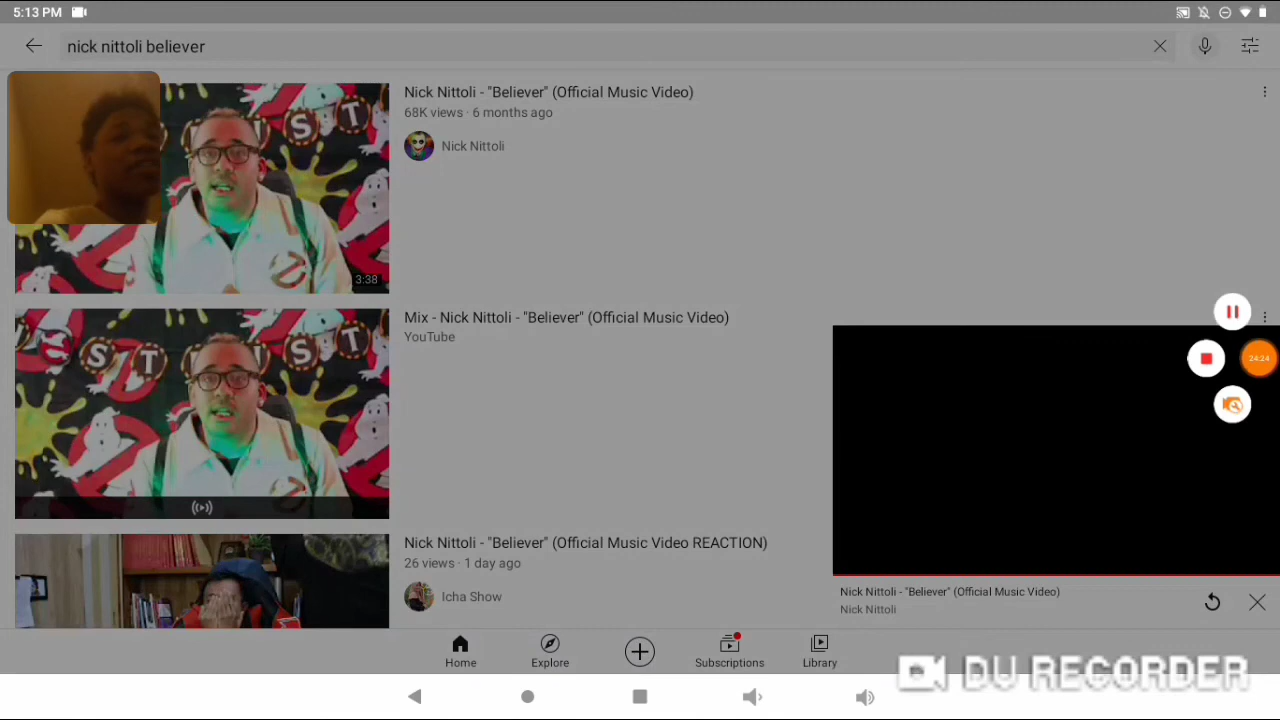 5:13 PM
nick nittoli believer
Nick Nittoli - "Believer" (Official Music Video)
68K views · 6 months ago
Nick Nittoli
3:38
Mix - Nick Nittoli - "Believer" (Official Music Video)
YouTube
24:24
Nick Nittoli - "Believer" (Official Music Video REACTION)
26 views · 1 day ago
Icha Show
Nick Nittoli - "Believer" (Official Music Video)
Nick Nittoli
Home
Explore
Subscriptions
Library
DU RECORDER